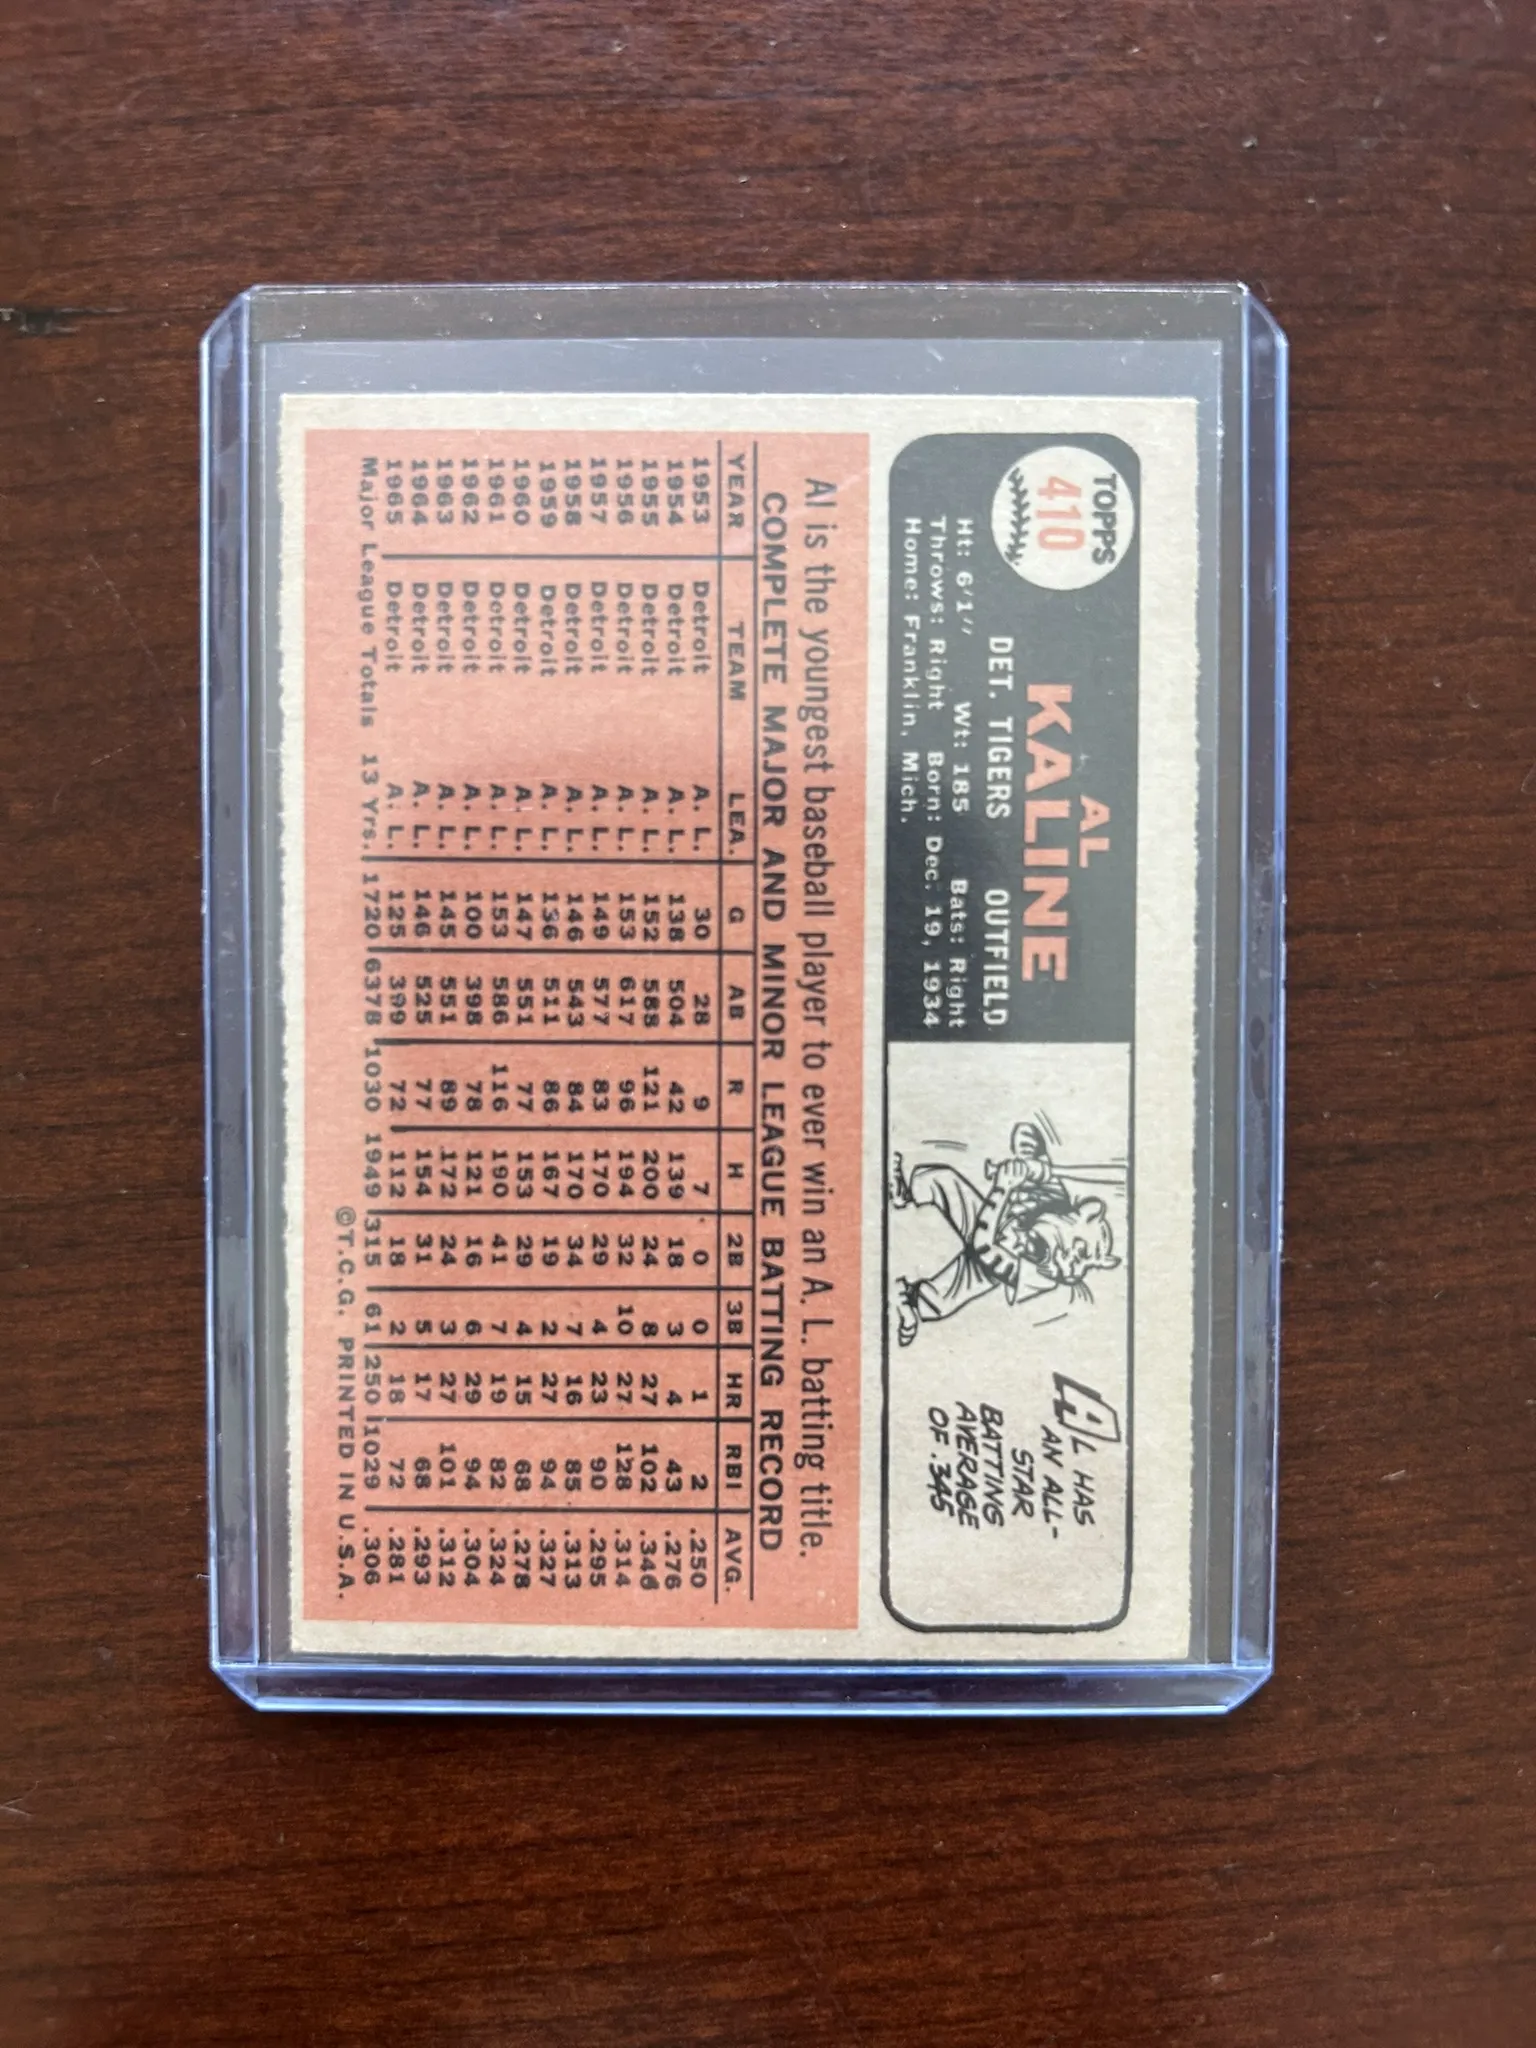 TOPPS
410
AL
KALINE
DET. TIGERS OUTFIELD
Ht: 6'1" Wt: 185 Bats: Right
Throws: Right Born: Dec. 19, 1934
Home: Franklin, Mich.
AL HAS
AN ALL-
STAR
BATTING
AVERAGE
OF .345
Al is the youngest baseball player to ever win an A. L. batting title.
COMPLETE MAJOR AND MINOR LEAGUE BATTING RECORD
YEAR TEAM LEA. G AB R H 2B 3B HR RBI AVG.
1953 Detroit A. L. 30 28 9 7 0 0 1 2 .250
1954 Detroit A. L. 138 504 42 139 18 3 4 43 .276
1955 Detroit A. L. 152 588 121 200 24 8 27 102 .340
1956 Detroit A. L. 153 617 96 194 32 10 27 128 .314
1957 Detroit A. L. 149 577 83 170 29 4 23 90 .295
1958 Detroit A. L. 146 543 84 170 34 7 16 85 .313
1959 Detroit A. L. 136 511 86 167 19 2 27 94 .327
1960 Detroit A. L. 147 551 77 153 29 4 15 68 .278
1961 Detroit A. L. 153 586 116 190 41 7 19 82 .324
1962 Detroit A. L. 100 398 78 121 16 6 29 94 .304
1963 Detroit A. L. 145 551 89 172 24 3 27 101 .312
1964 Detroit A. L. 146 525 77 154 31 5 17 68 .293
1965 Detroit A. L. 125 399 72 112 18 2 18 72 .281
Major League Totals 13 Yrs. 1720 6378 1030 1949 315 61 250 1029 .306
©T.C.G. PRINTED IN U.S.A.